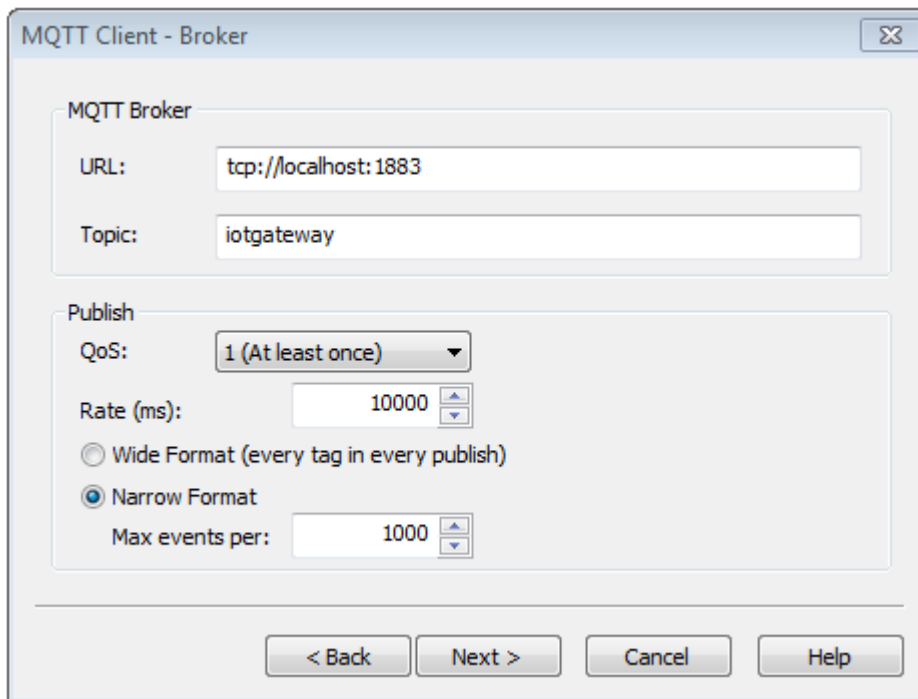 MQTT Client - Broker
MQTT Broker
URL: tcp://localhost:1883
Topic: iotgateway
Publish
QoS: 1 (At least once)
Rate (ms): 10000
Wide Format (every tag in every publish)
Narrow Format
Max events per: 1000
< Back Next > Cancel Help